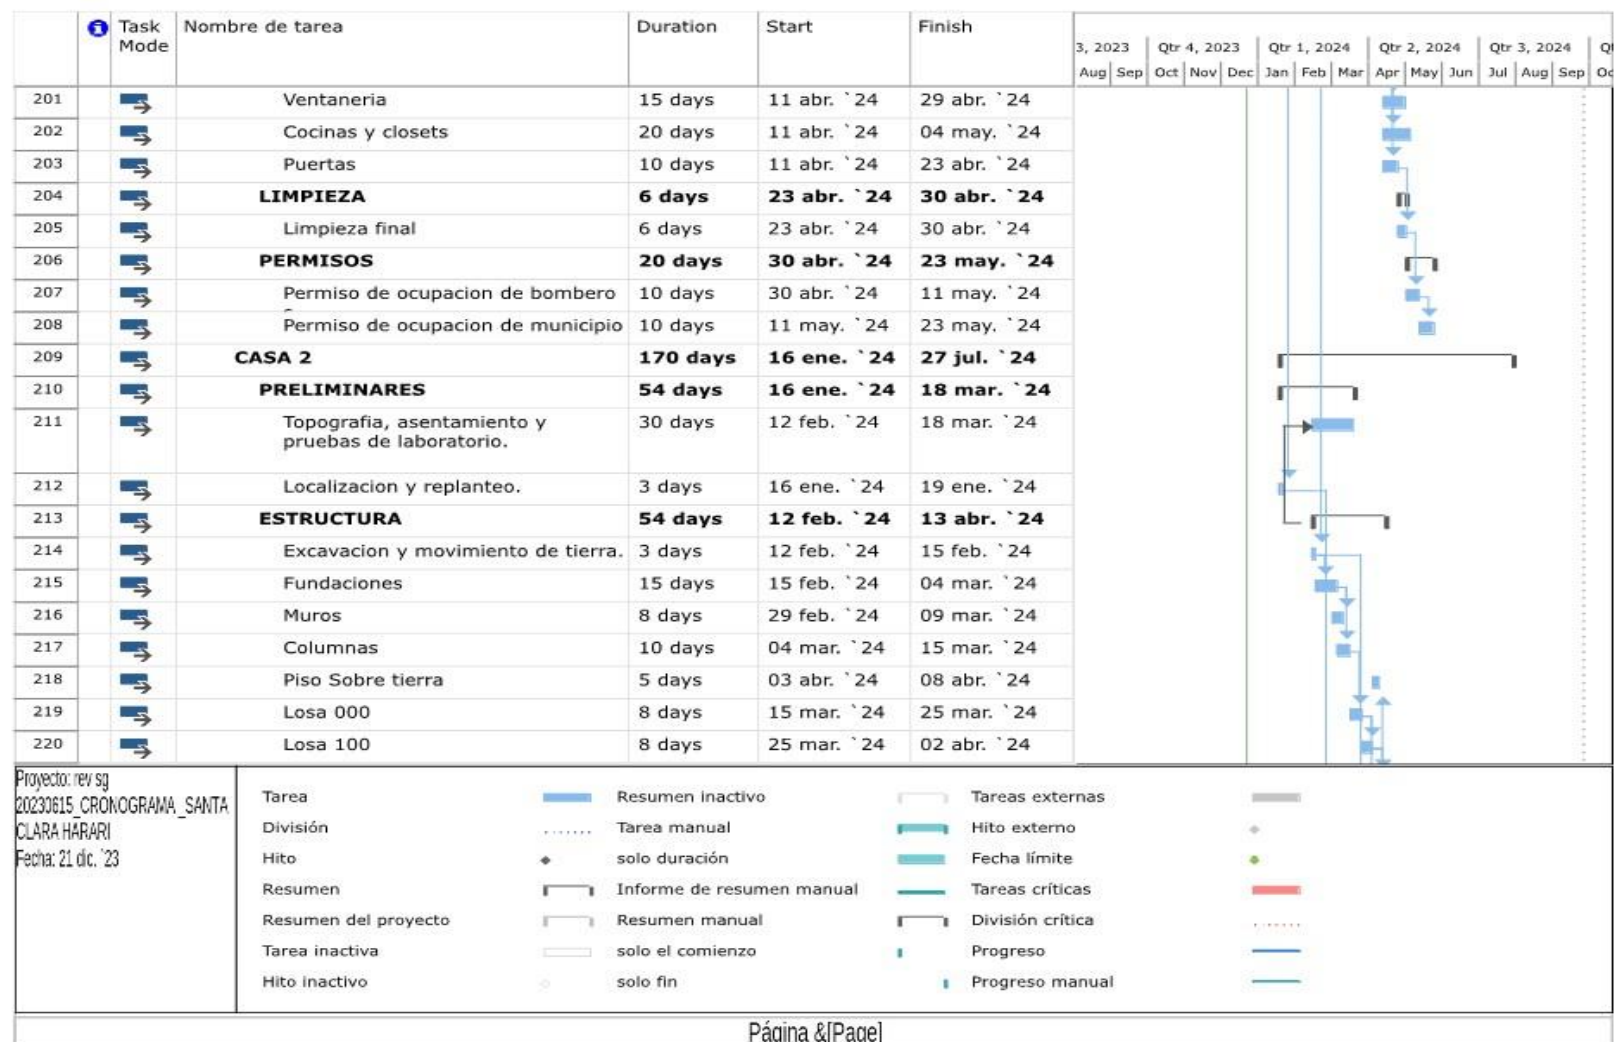 Task Mode Nombre de tarea Duration Start Finish
3, 2023 Qtr 4, 2023 Qtr 1, 2024 Qtr 2, 2024 Qtr 3, 2024
Aug Sep Oct Nov Dec Jan Feb Mar Apr May Jun Jul Aug Sep
201 Ventaneria 15 days 11 abr. `24 29 abr. `24
202 Cocinas y closets 20 days 11 abr. `24 04 may. `24
203 Puertas 10 days 11 abr. `24 23 abr. `24
204 LIMPIEZA 6 days 23 abr. `24 30 abr. `24
205 Limpieza final 6 days 23 abr. `24 30 abr. `24
206 PERMISOS 20 days 30 abr. `24 23 may. `24
207 Permiso de ocupacion de bombero 10 days 30 abr. `24 11 may. `24
208 Permiso de ocupacion de municipio 10 days 11 may. `24 23 may. `24
209 CASA 2 170 days 16 ene. `24 27 jul. `24
210 PRELIMINARES 54 days 16 ene. `24 18 mar. `24
211 Topografia, asentamiento y 30 days 12 feb. `24 18 mar. `24
pruebas de laboratorio.
212 Localizacion y replanteo. 3 days 16 ene. `24 19 ene. `24
213 ESTRUCTURA 54 days 12 feb. `24 13 abr. `24
214 Excavacion y movimiento de tierra. 3 days 12 feb. `24 15 feb. `24
215 Fundaciones 15 days 15 feb. `24 04 mar. `24
216 Muros 8 days 29 feb. `24 09 mar. `24
217 Columnas 10 days 04 mar. `24 15 mar. `24
218 Piso Sobre tierra 5 days 03 abr. `24 08 abr. `24
219 Losa 000 8 days 15 mar. `24 25 mar. `24
220 Losa 100 8 days 25 mar. `24 02 abr. `24
Proyecto: rev sg
20230615_CRONOGRAMA_SANTA
CLARA HARARI
Fecha: 21 dic. `23
Tarea Resumen inactivo Tareas externas
División Tarea manual Hito externo
Hito solo duración Fecha límite
Resumen Informe de resumen manual Tareas críticas
Resumen del proyecto Resumen manual División crítica
Tarea inactiva solo el comienzo Progreso
Hito inactivo solo fin Progreso manual
Página &[Page]